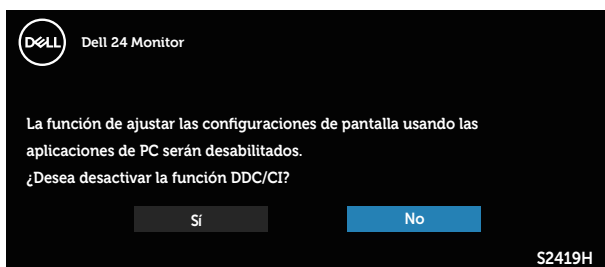 DELL
Dell 24 Monitor
La función de ajustar las configuraciones de pantalla usando las
aplicaciones de PC serán desabilitados.
¿Desea desactivar la función DDC/CI?
Sí No
S2419H